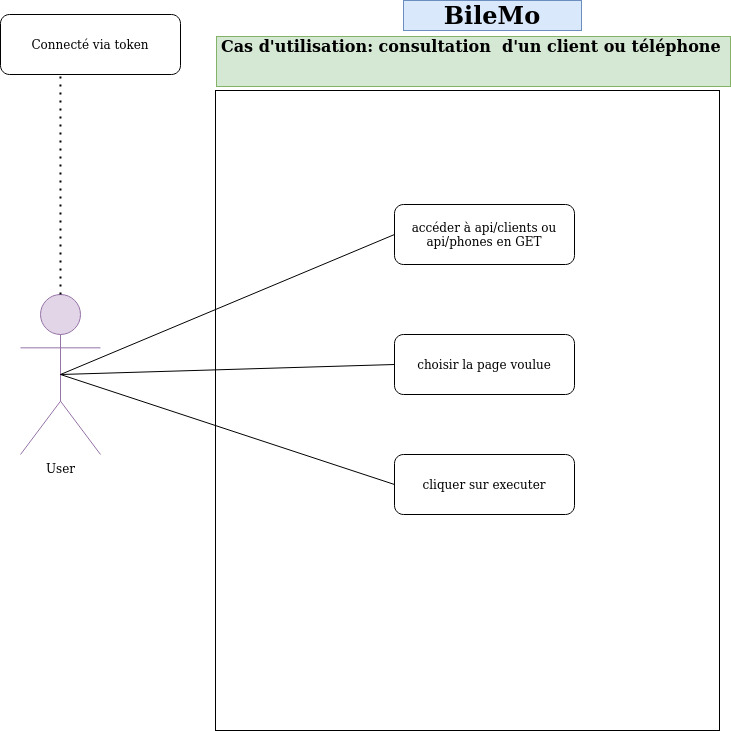 BileMo
Connecté via token
Cas d'utilisation: consultation  d'un client ou téléphone
accéder à api/clients ou
api/phones en GET
choisir la page voulue
User
cliquer sur executer